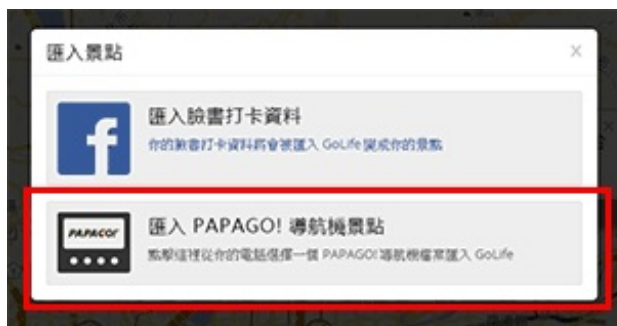 匯入景點
×
匯入臉書打卡資料
你的臉書打卡資料將會被匯入 GoLife 變成你的景點
PAPAGO!
匯入 PAPAGO! 導航機景點
點擊這裡從你的電話選擇一個 PAPAGO! 導航機檔案匯入 GoLife